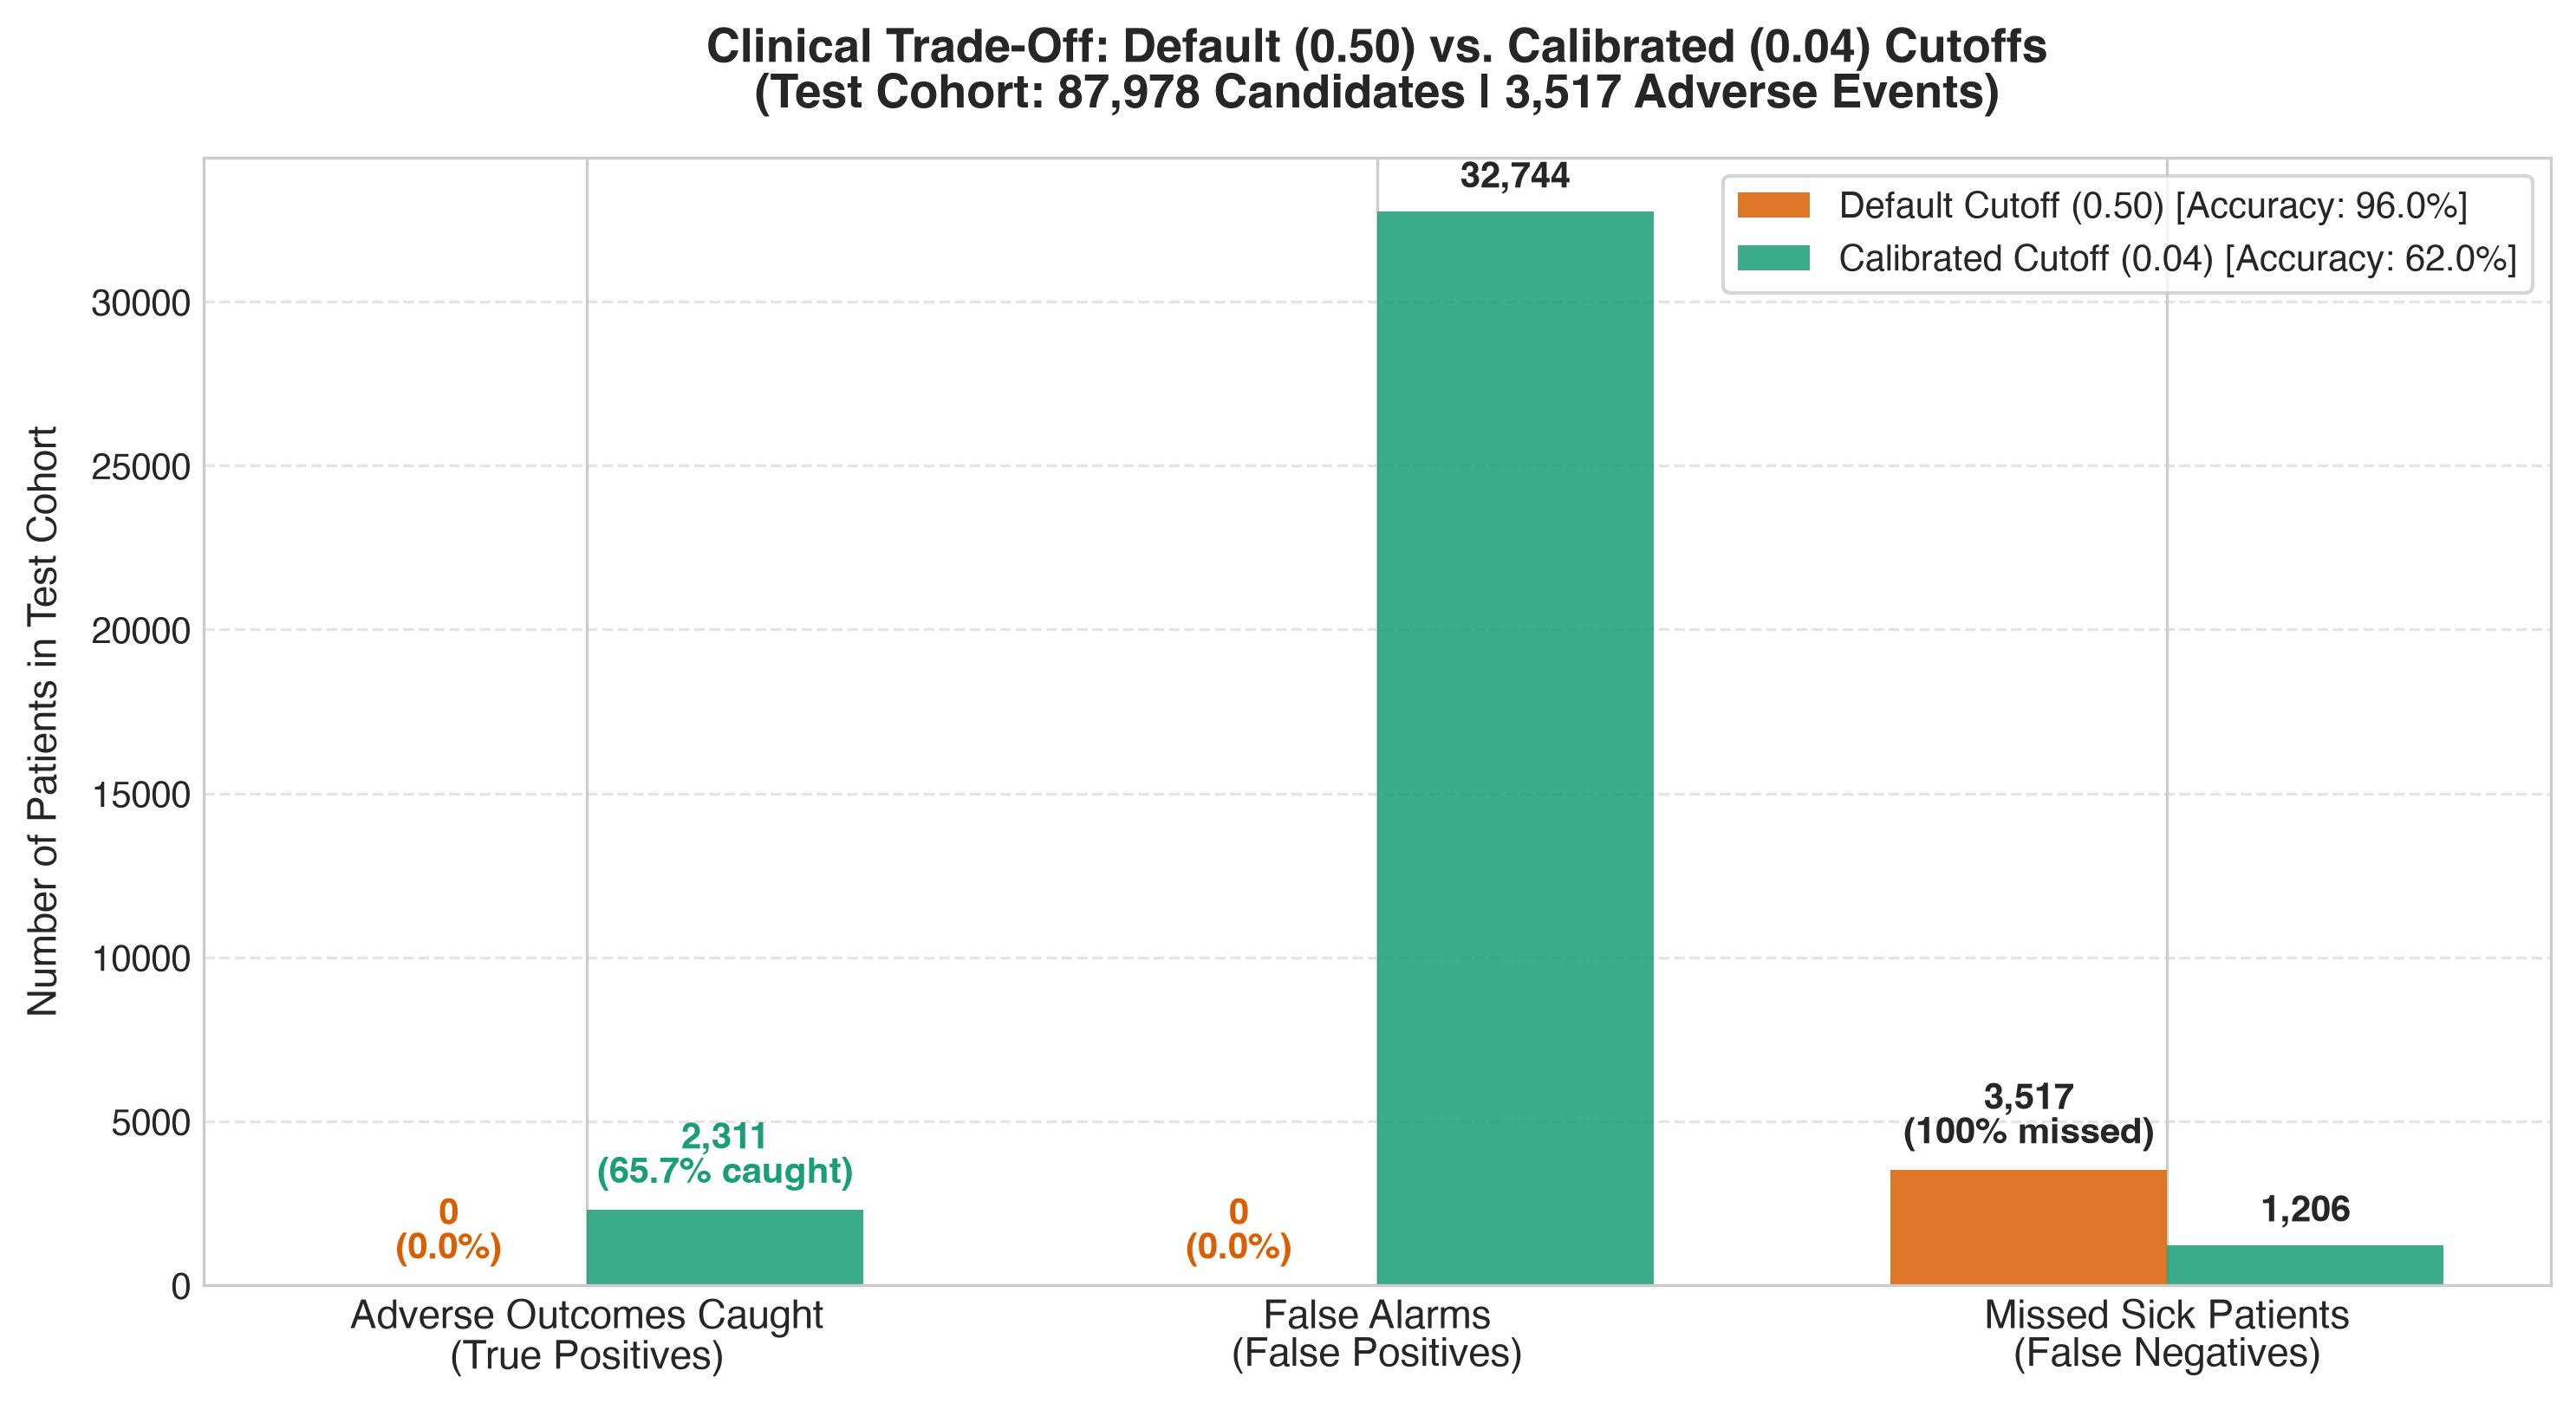 Clinical Trade-Off: Default (0.50) vs. Calibrated (0.04) Cutoffs
(Test Cohort: 87,978 Candidates | 3,517 Adverse Events)
Number of Patients in Test Cohort
30000
25000
20000
15000
10000
5000
0
Default Cutoff (0.50) [Accuracy: 96.0%]
Calibrated Cutoff (0.04) [Accuracy: 62.0%]
0
(0.0%)
2,311
(65.7% caught)
0
(0.0%)
32,744
3,517
(100% missed)
1,206
Adverse Outcomes Caught
(True Positives)
False Alarms
(False Positives)
Missed Sick Patients
(False Negatives)